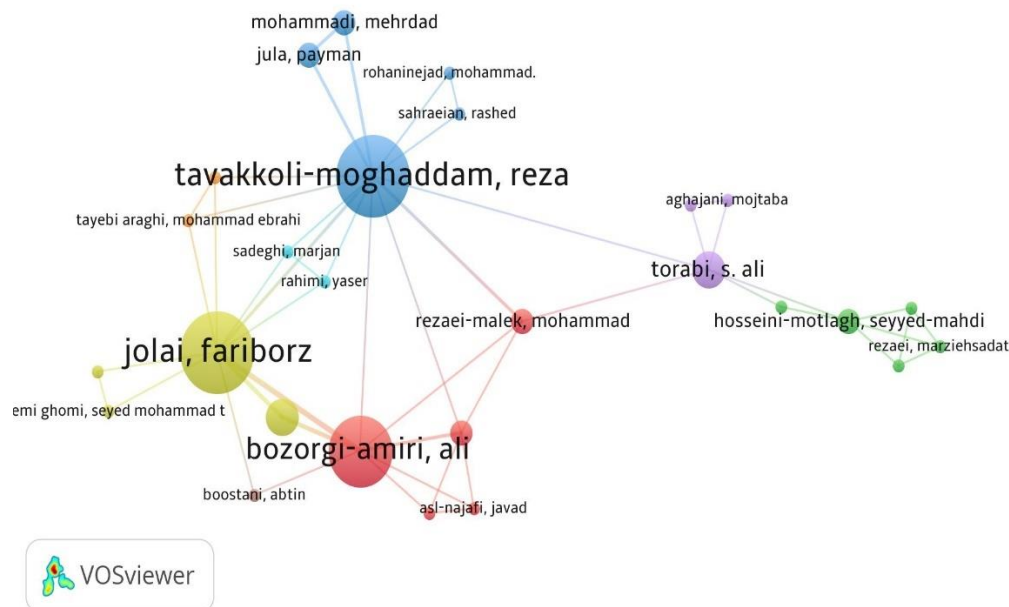 mohammadi, mehrdad
jula, payman
rohaninejad, mohammad.
sahraeian, rashed
tavakkoli-moghaddam, reza
aghajani, mojtaba
tayebi araghi, mohammad ebrahi
sadeghi, marjan
torabi, s. ali
rahimi, yaser
rezaei-malek, mohammad
hosseini-motlagh, seyyed-mahdi
rezaei, marziehsadat
jolai, fariborz
emi ghomi, seyed mohammad t
bozorgi-amiri, ali
boostani, abtin
asl-najafi, javad
VOSviewer